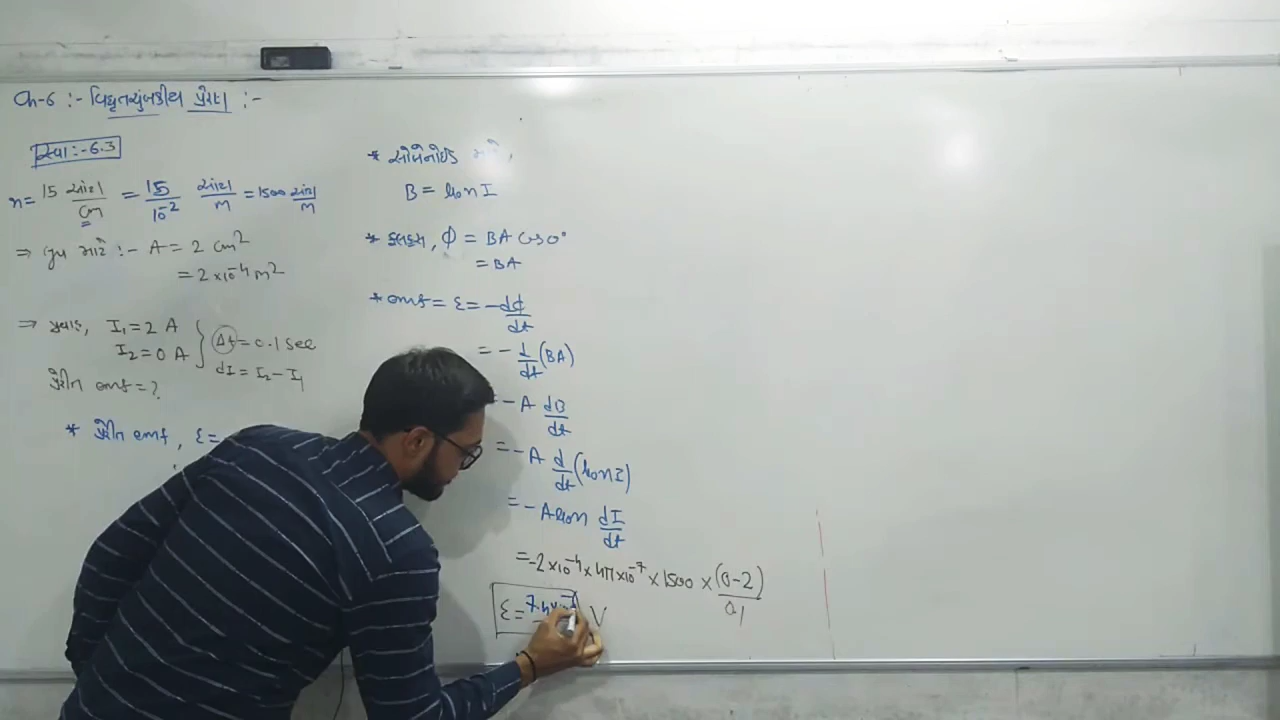 Ch-6 :- વિદ્યુતચુંબકીય પ્રેરણ :-
સ્વા:-6.3
n = 15 આંટા/cm = 15/10⁻² આંટા/m = 1500 આંટા/m
⇒ લૂપ માટે :- A = 2 cm²
= 2×10⁻⁴ m²
⇒ પ્રવાહ, I₁ = 2 A
I₂ = 0 A } Δt = 0.1 sec
dI = I₂ - I₁
પ્રેરીત emf = ?
* પ્રેરીત emf, ε =
* સોલેનોઈડ માટે,
B = μ₀nI
* ફ્લક્સ, Φ = BA cos 0°
= BA
* emf = ε = -dΦ/dt
= - d/dt (BA)
= - A dB/dt
= - A d/dt (μ₀nI)
= - Aμ₀n dI/dt
= -2×10⁻⁴ × 4π×10⁻⁷ × 1500 × (0-2)/0.1
ε = V